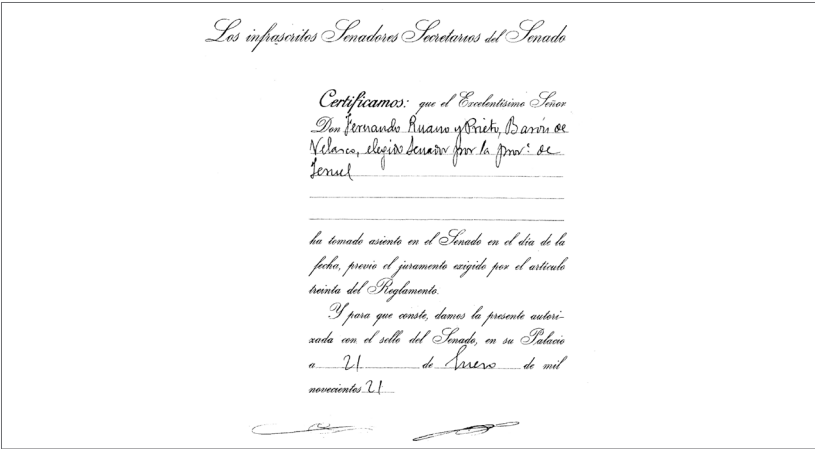 Los infrascritos Senadores Secretarios del Senado
Certificamos: que el Excelentísimo Señor
Don Fernando Ruano y Prieto, Barón de
Velasco, elegido Senador por la prov.ª de
Teruel
ha tomado asiento en el Senado en el día de la
fecha, previo el juramento exigido por el artículo
treinta del Reglamento.
Y para que conste, damos la presente autori-
zada con el sello del Senado, en su Palacio
a 21 de Enero de mil
novecientos 21